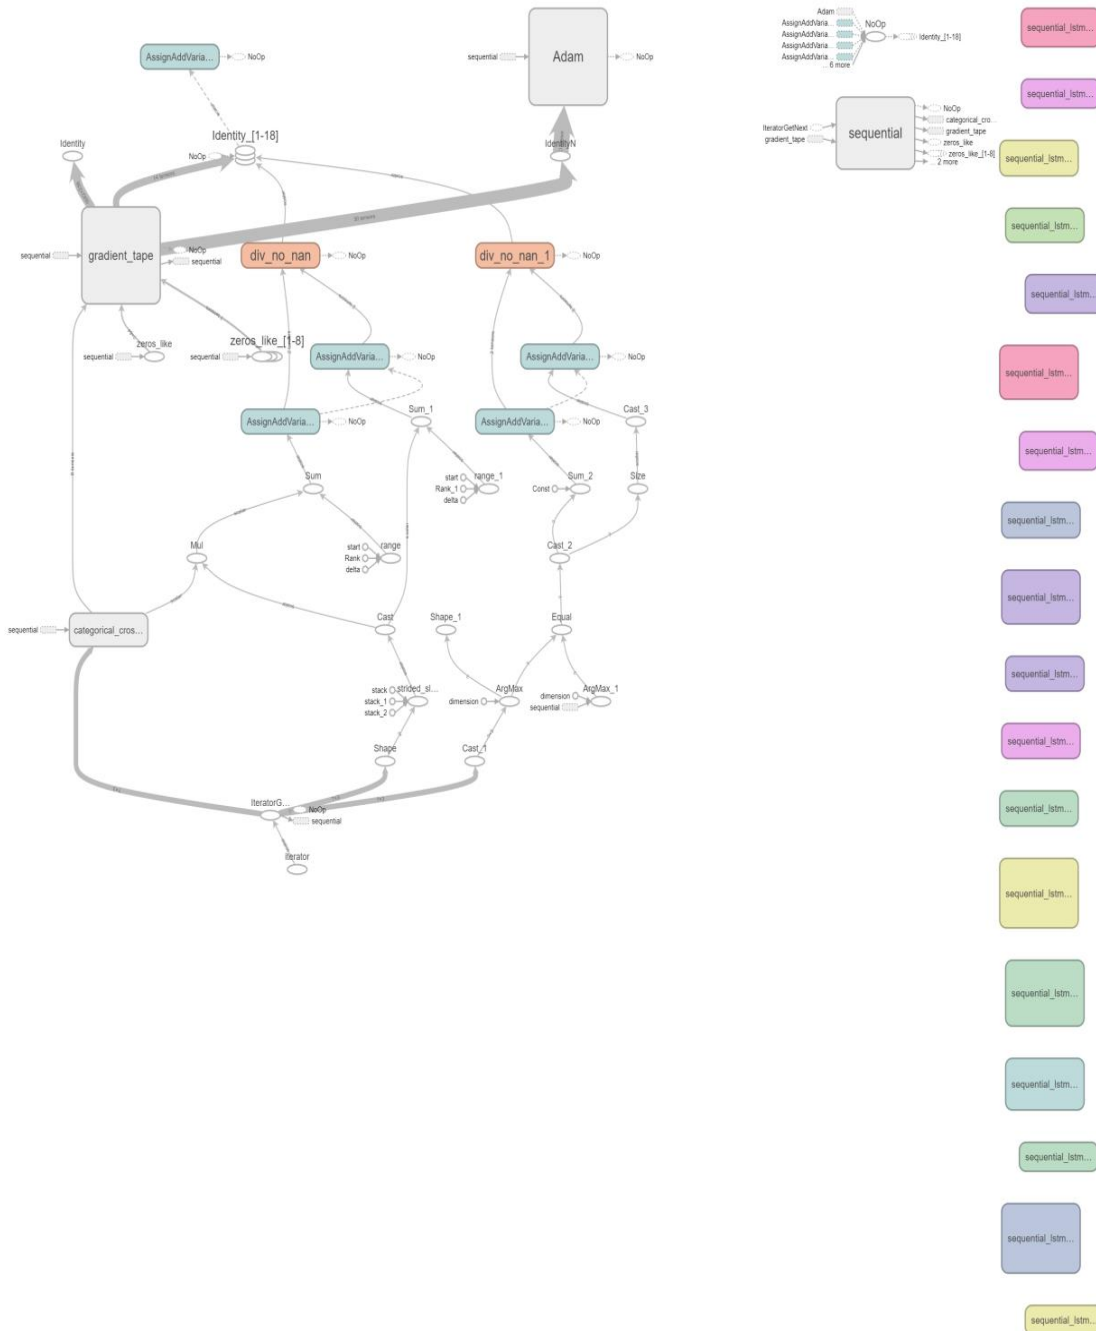 Adam
AssignAddVaria...
AssignAddVaria...
AssignAddVaria...
AssignAddVaria...
... 6 more
NoOp
Identity_[1-18]
sequential_lstm...
AssignAddVaria...
NoOp
sequential
Adam
NoOp
sequential_lstm...
Identity
NoOp
Identity_[1-18]
IdentityN
IteratorGetNext
gradient_tape
sequential
NoOp
categorical_cro...
gradient_tape
zeros_like
zeros_like_[1-8]
... 2 more
sequential_lstm...
sequential_lstm...
sequential
gradient_tape
NoOp
sequential
div_no_nan
NoOp
div_no_nan_1
NoOp
sequential_lstm...
sequential
zeros_like
sequential
zeros_like_[1-8]
AssignAddVaria...
NoOp
AssignAddVaria...
NoOp
sequential_lstm...
AssignAddVaria...
NoOp
Sum_1
AssignAddVaria...
NoOp
Cast_3
sequential_lstm...
Sum
start
Rank_1
delta
range_1
Const
Sum_2
Size
sequential_lstm...
Mul
start
Rank
delta
range
Cast_2
sequential_lstm...
sequential
categorical_cros...
Cast
Shape_1
Equal
sequential_lstm...
stack
stack_1
stack_2
strided_sl...
dimension
ArgMax
dimension
sequential
ArgMax_1
sequential_lstm...
Shape
Cast_1
IteratorG...
NoOp
sequential
sequential_lstm...
Iterator
sequential_lstm...
sequential_lstm...
sequential_lstm...
sequential_lstm...
sequential_lstm...
sequential_lstm...